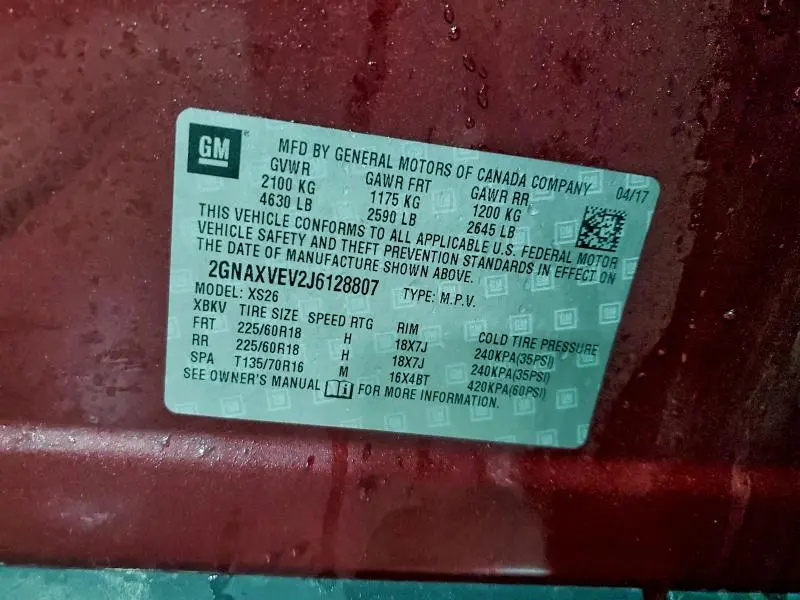 GM
MFD BY GENERAL MOTORS OF CANADA COMPANY
04/17
GVWR GAWR FRT GAWR RR
2100 KG 1175 KG 1200 KG
4630 LB 2590 LB 2645 LB
THIS VEHICLE CONFORMS TO ALL APPLICABLE U.S. FEDERAL MOTOR
VEHICLE SAFETY AND THEFT PREVENTION STANDARDS IN EFFECT ON
THE DATE OF MANUFACTURE SHOWN ABOVE.
2GNAXVEV2J6128807 TYPE: M.P.V.
MODEL: XS26
XBKV TIRE SIZE SPEED RTG RIM COLD TIRE PRESSURE
FRT 225/60R18 H 18X7J 240KPA(35PSI)
RR 225/60R18 H 18X7J 240KPA(35PSI)
SPA T135/70R16 M 16X4BT 420KPA(60PSI)
SEE OWNER'S MANUAL FOR MORE INFORMATION.